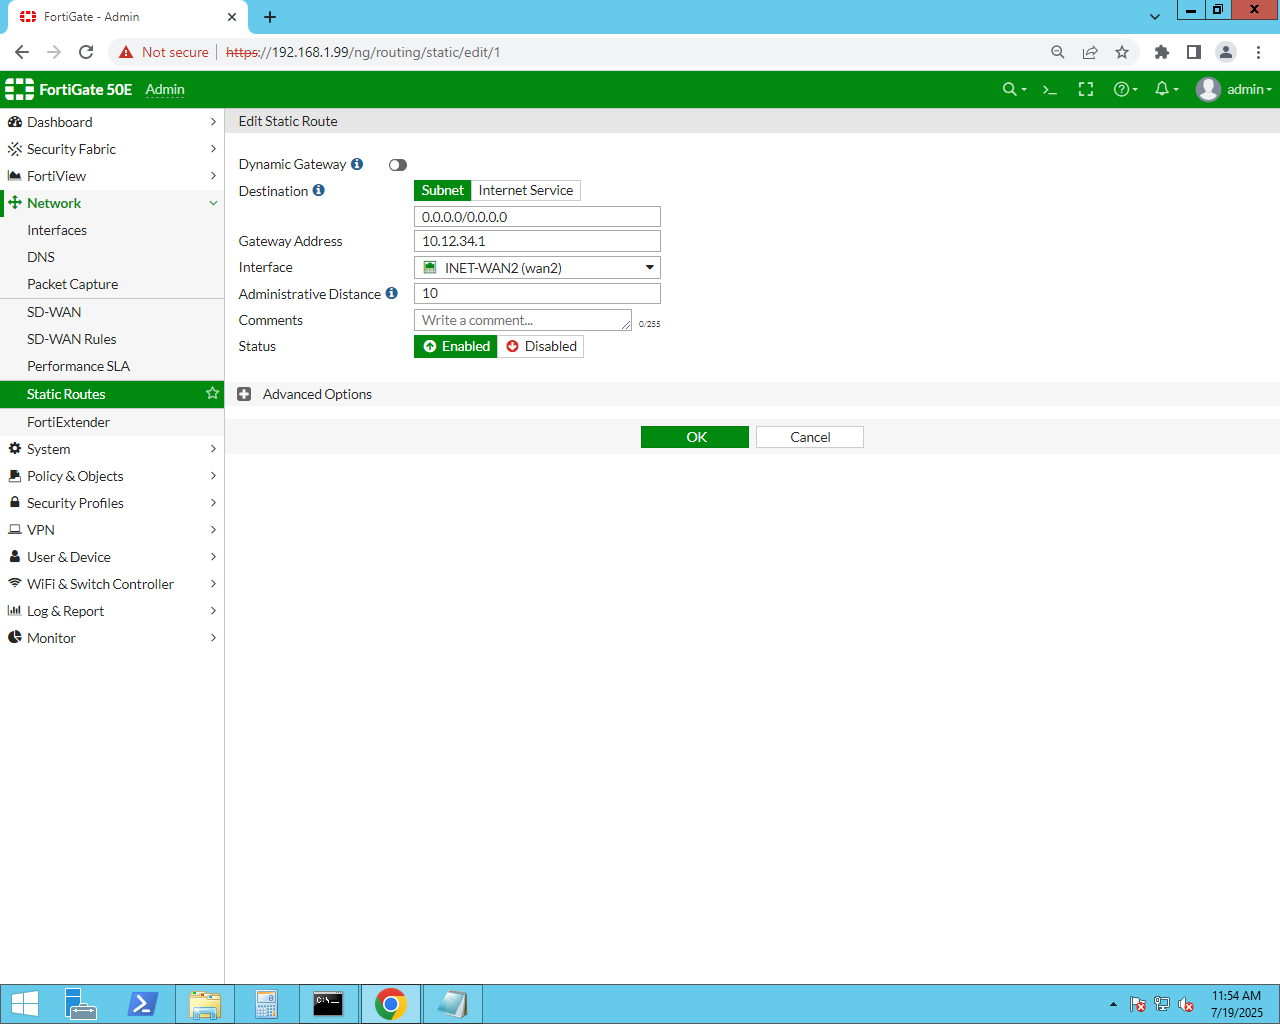 FortiGate - Admin
Not secure | https://192.168.1.99/ng/routing/static/edit/1
FortiGate 50E Admin
admin
Dashboard
Security Fabric
FortiView
Network
Interfaces
DNS
Packet Capture
SD-WAN
SD-WAN Rules
Performance SLA
Static Routes
FortiExtender
System
Policy & Objects
Security Profiles
VPN
User & Device
WiFi & Switch Controller
Log & Report
Monitor
Edit Static Route
Dynamic Gateway
Destination Subnet Internet Service
0.0.0.0/0.0.0.0
Gateway Address 10.12.34.1
Interface INET-WAN2 (wan2)
Administrative Distance 10
Comments Write a comment... 0/255
Status Enabled Disabled
Advanced Options
OK Cancel
C:\.
11:54 AM
7/19/2025